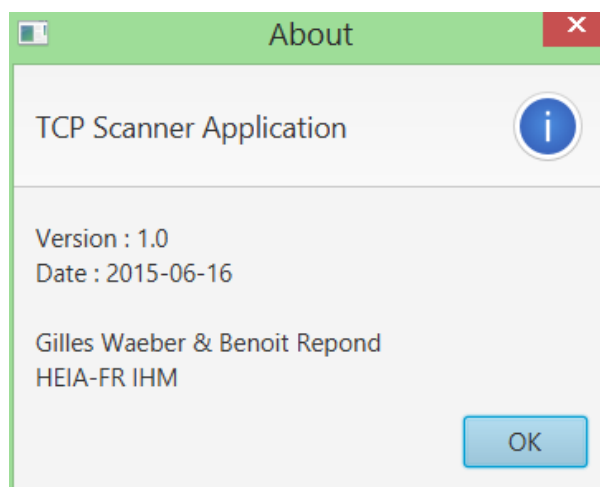 About
TCP Scanner Application
Version : 1.0
Date : 2015-06-16
Gilles Waeber & Benoit Repond
HEIA-FR IHM
OK